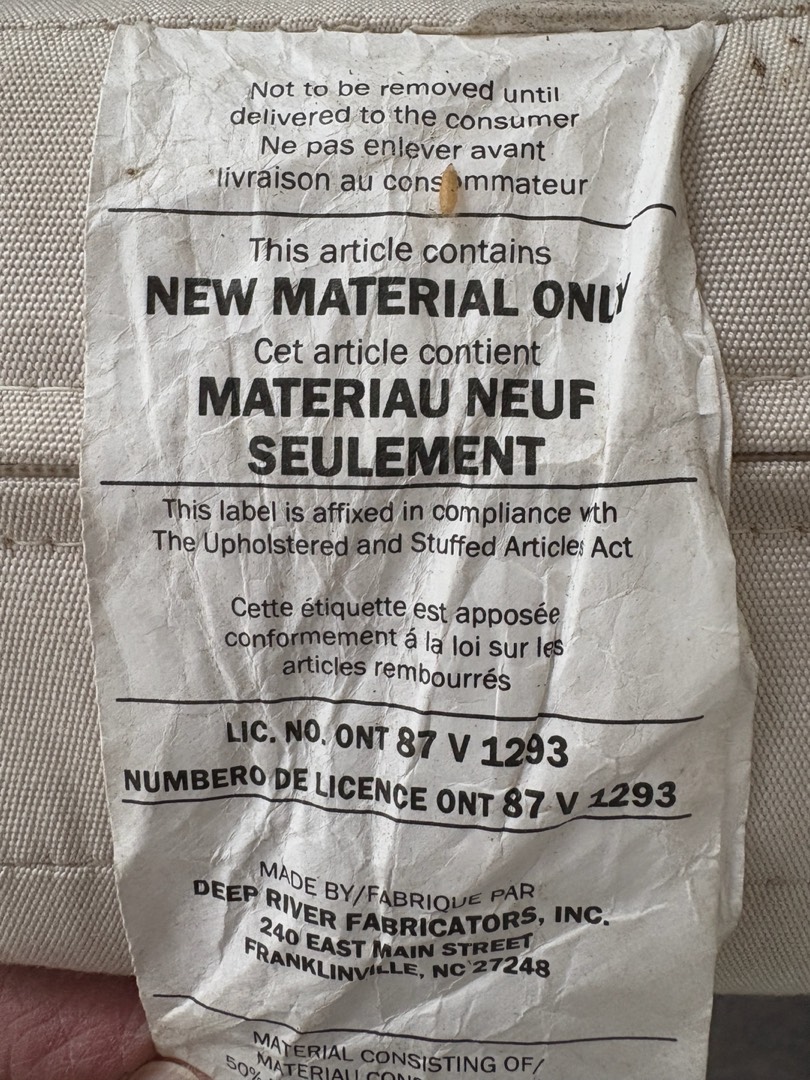 Not to be removed until
delivered to the consumer
Ne pas enlever avant
livraison au consommateur
This article contains
NEW MATERIAL ONLY
Cet article contient
MATERIAU NEUF
SEULEMENT
This label is affixed in compliance with
The Upholstered and Stuffed Articles Act
Cette étiquette est apposée
conformement á la loi sur les
articles rembourrés
LIC. NO. ONT 87 V 1293
NUMBERO DE LICENCE ONT 87 V 1293
MADE BY/FABRIQUE PAR
DEEP RIVER FABRICATORS, INC.
240 EAST MAIN STREET
FRANKLINVILLE, NC 27248
MATERIAL CONSISTING OF/
MATERIAU
50%